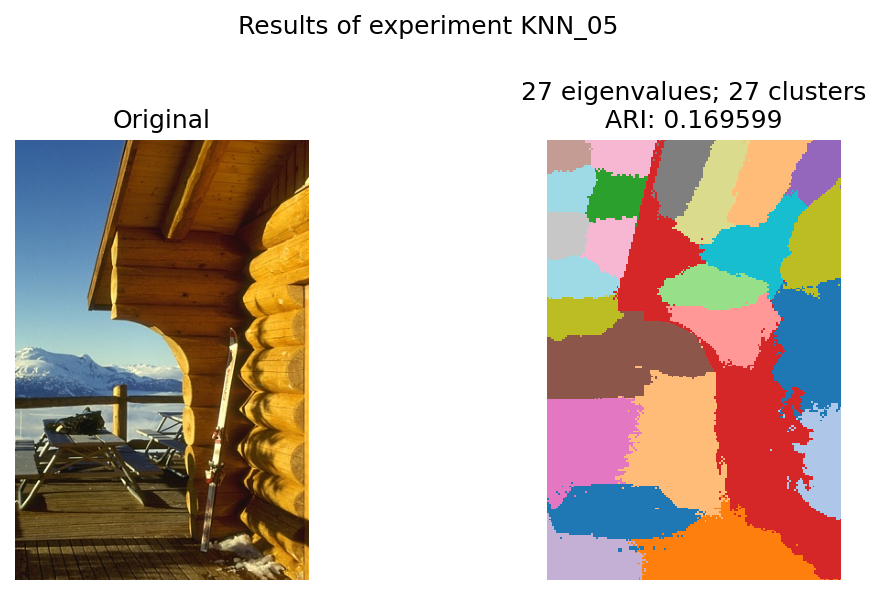 Results of experiment KNN_05
Original
27 eigenvalues; 27 clusters
ARI: 0.169599